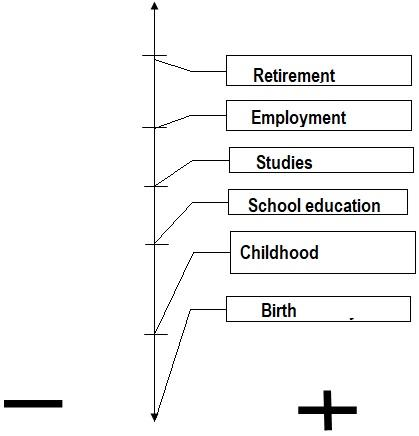 Retirement
Employment
Studies
School education
Childhood
Birth